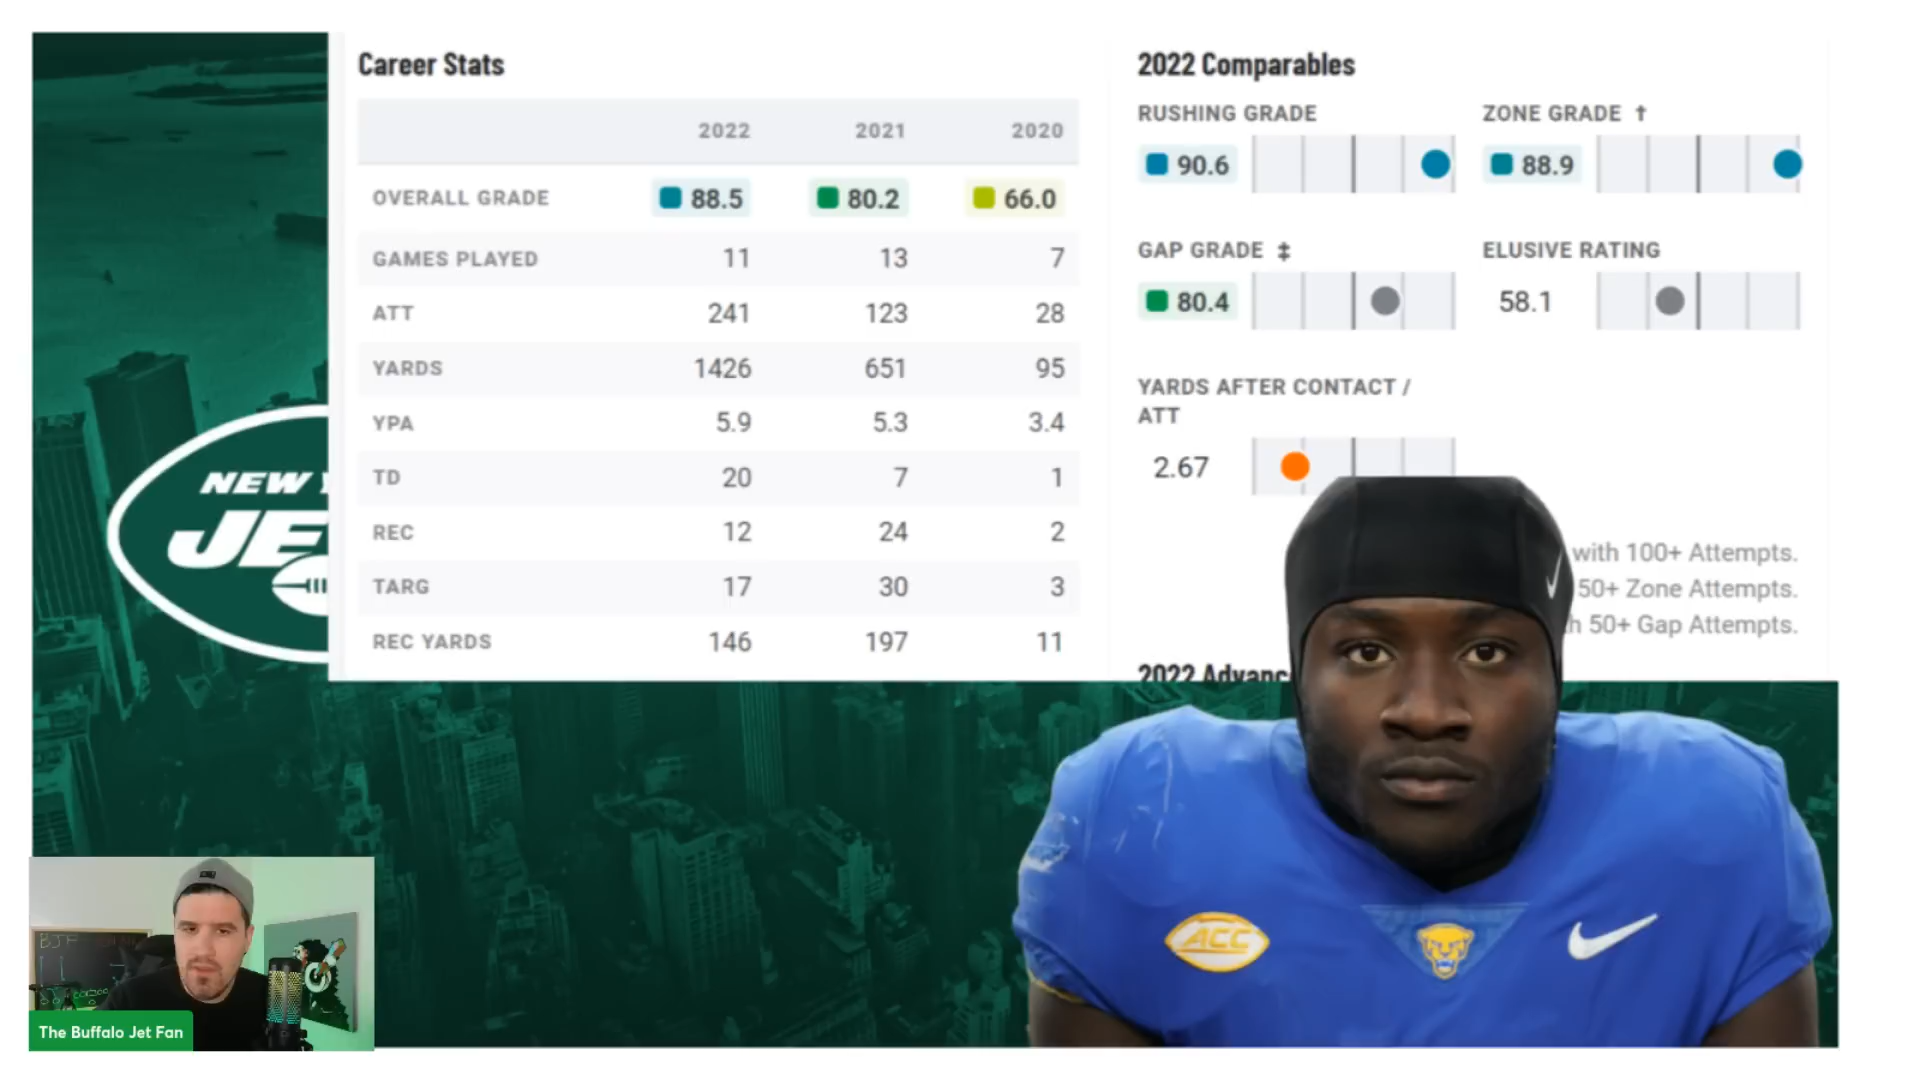 Career Stats
2022 2021 2020
OVERALL GRADE 88.5 80.2 66.0
GAMES PLAYED 11 13 7
ATT 241 123 28
YARDS 1426 651 95
YPA 5.9 5.3 3.4
TD 20 7 1
REC 12 24 2
TARG 17 30 3
REC YARDS 146 197 11
2022 Comparables
RUSHING GRADE
90.6
ZONE GRADE †
88.9
GAP GRADE ‡
80.4
ELUSIVE RATING
58.1
YARDS AFTER CONTACT /
ATT
2.67
with 100+ Attempts.
50+ Zone Attempts.
50+ Gap Attempts.
2022
NEW
JE
ACC
BJF
The Buffalo Jet Fan